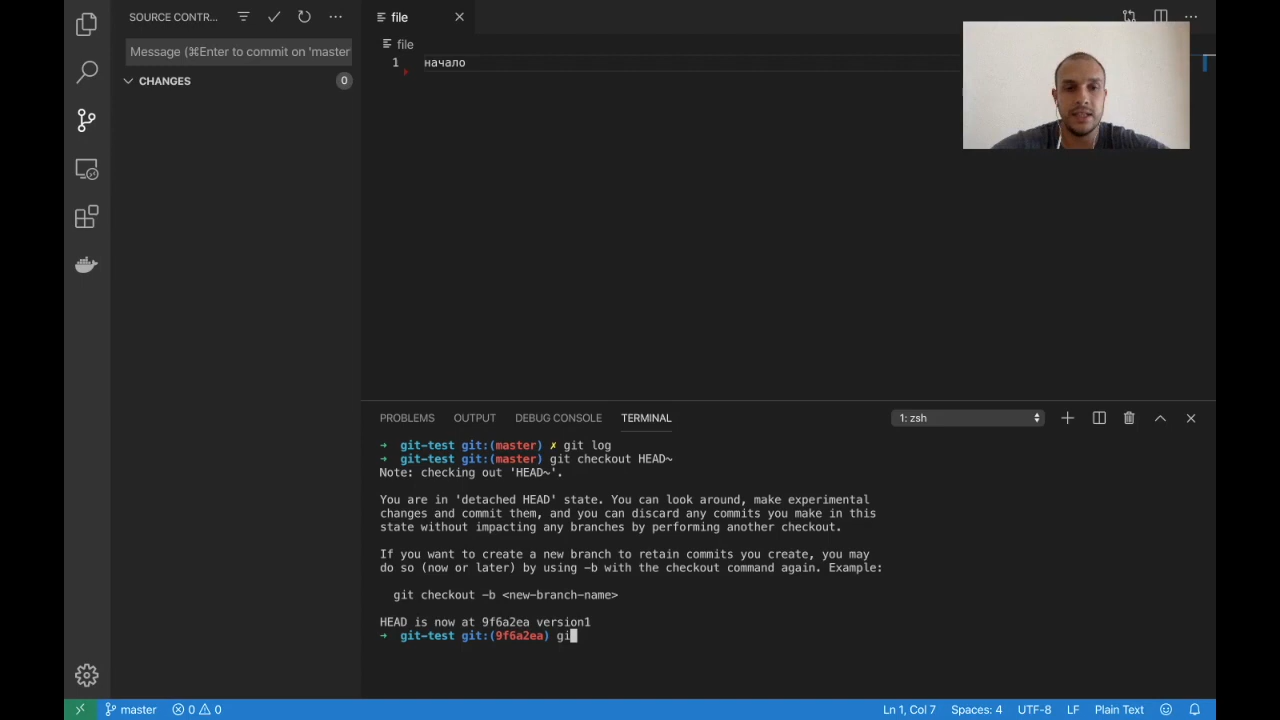 SOURCE CONTR...
file
Message (⌘Enter to commit on 'master
file
CHANGES
0
1 начало
PROBLEMS OUTPUT DEBUG CONSOLE TERMINAL
1: zsh
➜ git-test git:(master) ✗ git log
➜ git-test git:(master) git checkout HEAD~
Note: checking out 'HEAD~'.
You are in 'detached HEAD' state. You can look around, make experimental
changes and commit them, and you can discard any commits you make in this
state without impacting any branches by performing another checkout.
If you want to create a new branch to retain commits you create, you may
do so (now or later) by using -b with the checkout command again. Example:
git checkout -b <new-branch-name>
HEAD is now at 9f6a2ea version1
➜ git-test git:(9f6a2ea) gi
master 0 0
Ln 1, Col 7 Spaces: 4 UTF-8 LF Plain Text